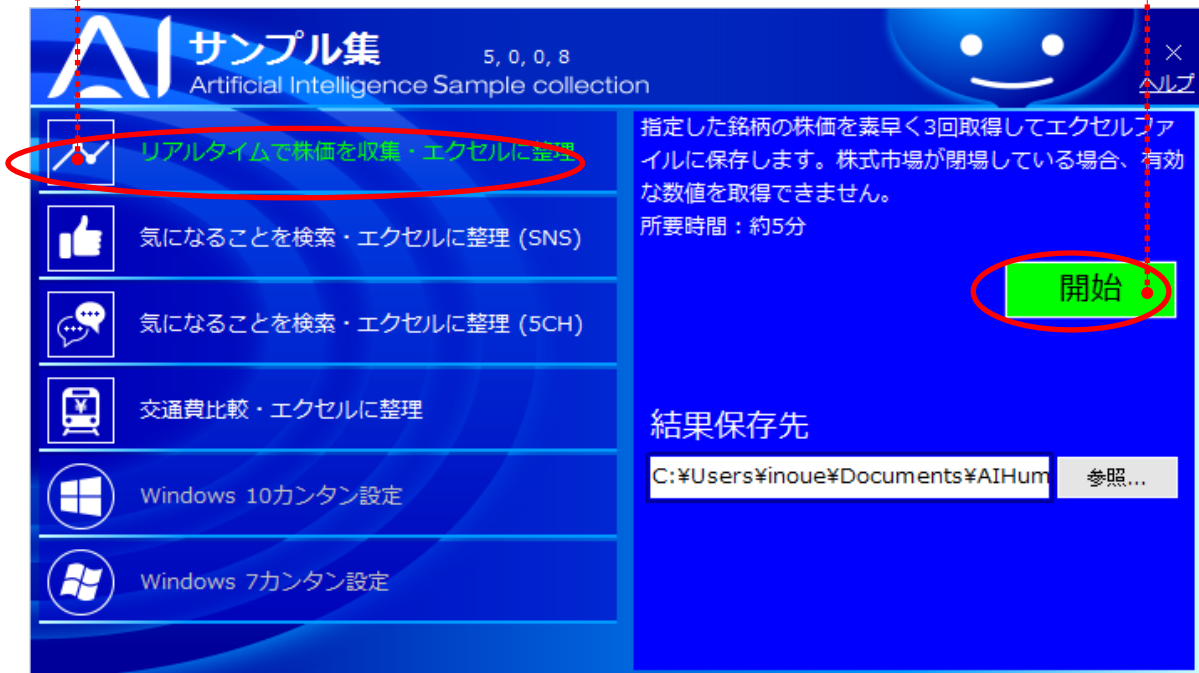 AI サンプル集 5, 0, 0, 8
Artificial Intelligence Sample collection
×
ヘルプ
リアルタイムで株価を収集・エクセルに整理
気になることを検索・エクセルに整理 (SNS)
気になることを検索・エクセルに整理 (5CH)
交通費比較・エクセルに整理
Windows 10カンタン設定
Windows 7カンタン設定
指定した銘柄の株価を素早く3回取得してエクセルファ
イルに保存します。株式市場が閉場している場合、有効
な数値を取得できません。
所要時間：約5分
開始
結果保存先
C:¥Users¥inoue¥Documents¥AIHum
参照...